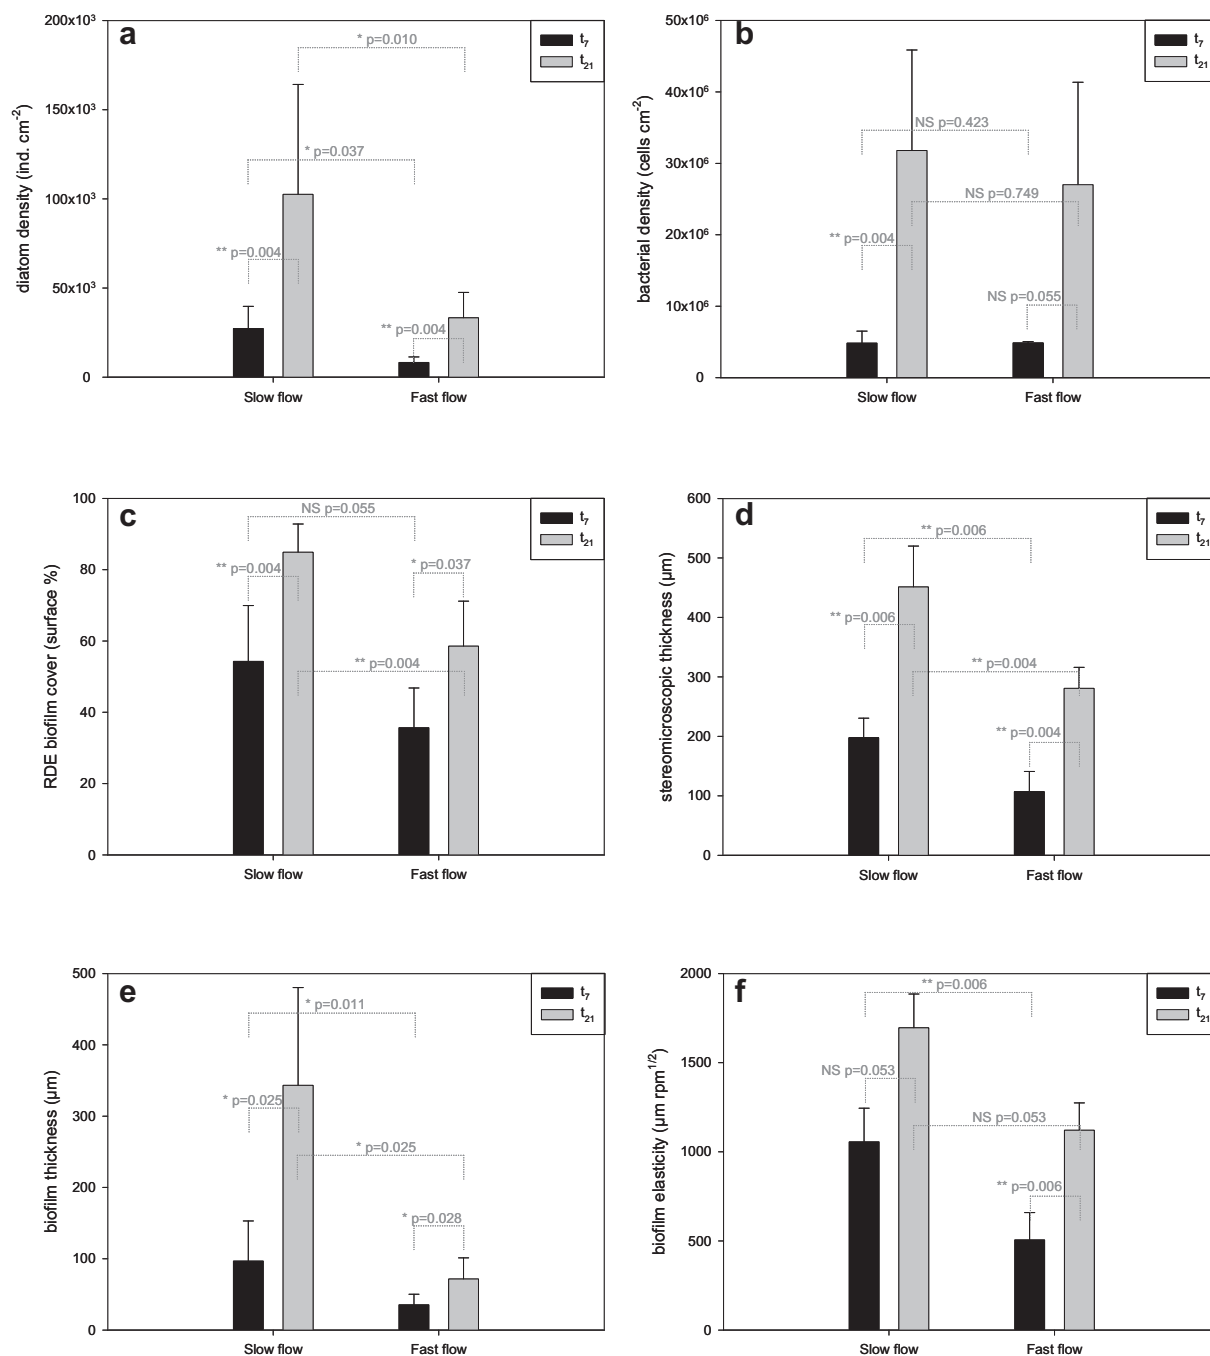 a
diatom density (ind. cm⁻²)
200x10³
150x10³
100x10³
50x10³
0
t₇
t₂₁
* p=0.010
* p=0.037
** p=0.004
** p=0.004
Slow flow
Fast flow
b
bacterial density (cells cm⁻²)
50x10⁶
40x10⁶
30x10⁶
20x10⁶
10x10⁶
0
t₇
t₂₁
NS p=0.423
NS p=0.749
** p=0.004
NS p=0.055
Slow flow
Fast flow
c
RDE biofilm cover (surface %)
100
80
60
40
20
0
t₇
t₂₁
NS p=0.055
** p=0.004
* p=0.037
** p=0.004
Slow flow
Fast flow
d
stereomicroscopic thickness (µm)
600
500
400
300
200
100
0
t₇
t₂₁
** p=0.006
** p=0.006
** p=0.004
** p=0.004
Slow flow
Fast flow
e
biofilm thickness (µm)
500
400
300
200
100
0
t₇
t₂₁
* p=0.011
* p=0.025
* p=0.025
* p=0.028
Slow flow
Fast flow
f
biofilm elasticity (µm rpm¹ᐟ²)
2000
1500
1000
500
0
t₇
t₂₁
** p=0.006
NS p=0.053
NS p=0.053
** p=0.006
Slow flow
Fast flow